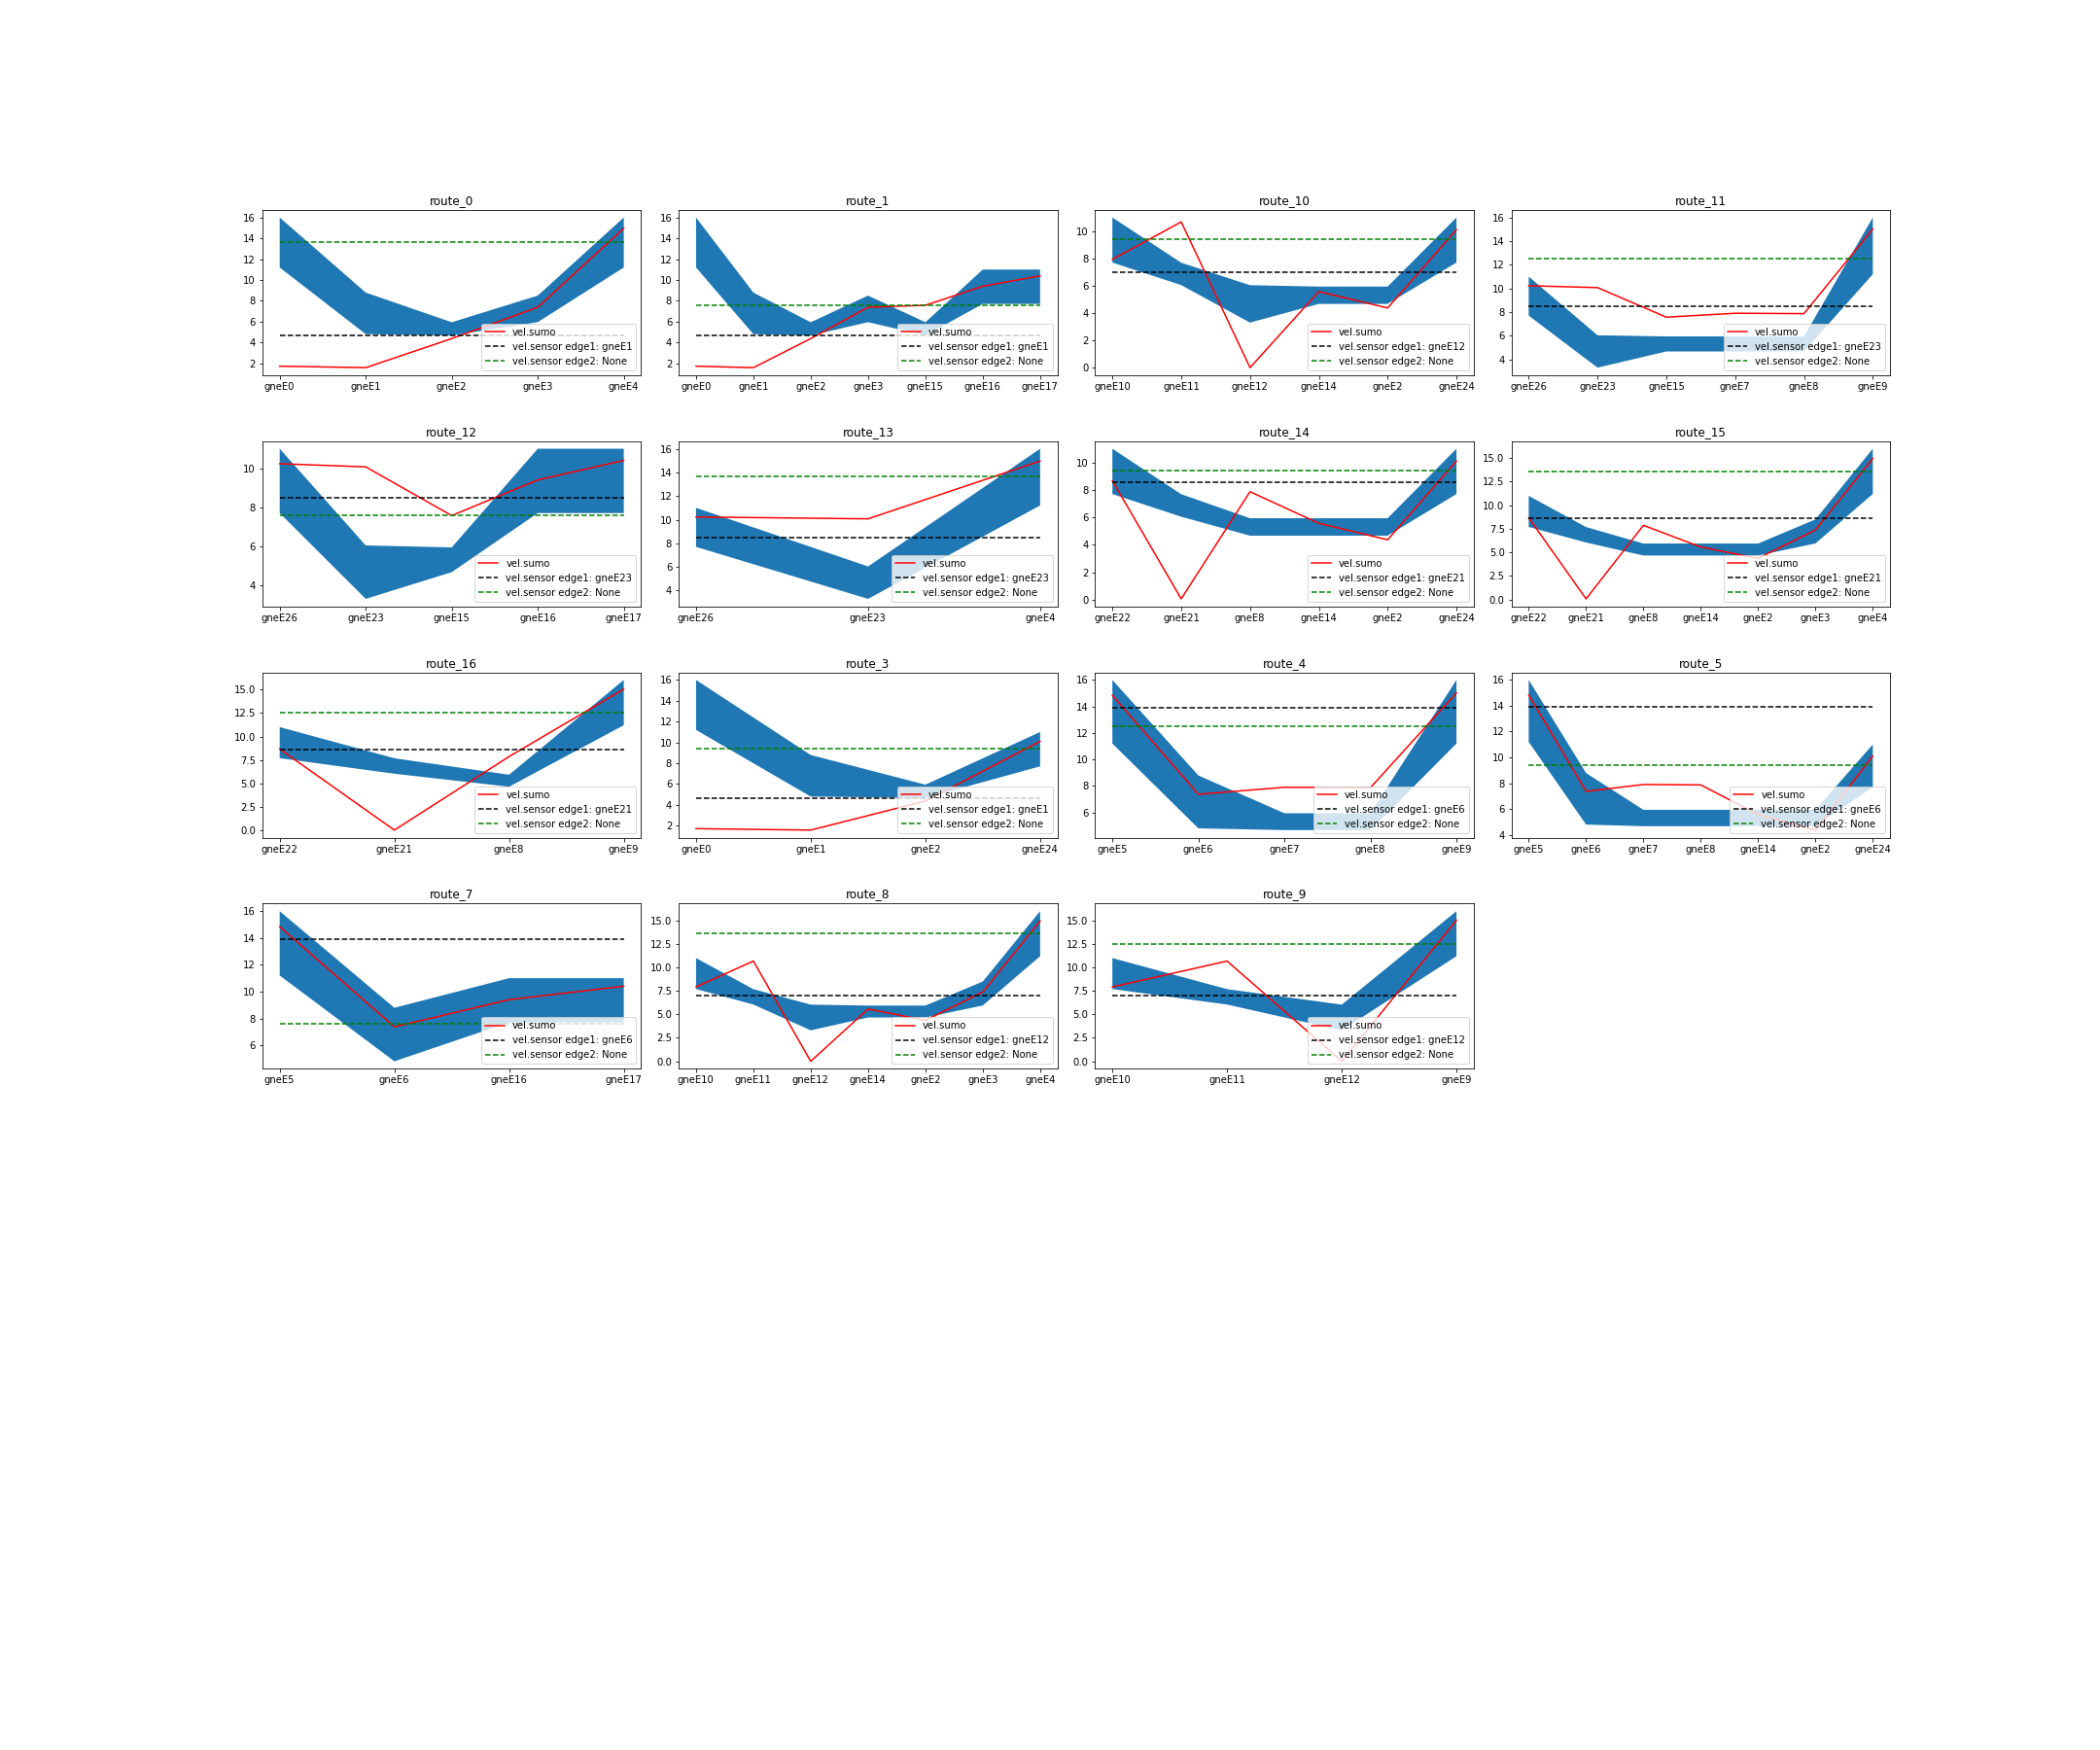 route_0
16
14
12
10
8
6
4
2
vel.sumo
vel.sensor edge1: gneE1
vel.sensor edge2: None
gneE0 gneE1 gneE2 gneE3 gneE4
route_1
16
14
12
10
8
6
4
2
vel.sumo
vel.sensor edge1: gneE1
vel.sensor edge2: None
gneE0 gneE1 gneE2 gneE3 gneE15 gneE16 gneE17
route_10
10
8
6
4
2
0
vel.sumo
vel.sensor edge1: gneE12
vel.sensor edge2: None
gneE10 gneE11 gneE12 gneE14 gneE2 gneE24
route_11
16
14
12
10
8
6
4
vel.sumo
vel.sensor edge1: gneE23
vel.sensor edge2: None
gneE26 gneE23 gneE15 gneE7 gneE8 gneE9
route_12
10
8
6
4
vel.sumo
vel.sensor edge1: gneE23
vel.sensor edge2: None
gneE26 gneE23 gneE15 gneE16 gneE17
route_13
16
14
12
10
8
6
4
vel.sumo
vel.sensor edge1: gneE23
vel.sensor edge2: None
gneE26 gneE23 gneE4
route_14
10
8
6
4
2
0
vel.sumo
vel.sensor edge1: gneE21
vel.sensor edge2: None
gneE22 gneE21 gneE8 gneE14 gneE2 gneE24
route_15
15.0
12.5
10.0
7.5
5.0
2.5
0.0
vel.sumo
vel.sensor edge1: gneE21
vel.sensor edge2: None
gneE22 gneE21 gneE8 gneE14 gneE2 gneE3 gneE4
route_16
15.0
12.5
10.0
7.5
5.0
2.5
0.0
vel.sumo
vel.sensor edge1: gneE21
vel.sensor edge2: None
gneE22 gneE21 gneE8 gneE9
route_3
16
14
12
10
8
6
4
2
vel.sumo
vel.sensor edge1: gneE1
vel.sensor edge2: None
gneE0 gneE1 gneE2 gneE24
route_4
16
14
12
10
8
6
vel.sumo
vel.sensor edge1: gneE6
vel.sensor edge2: None
gneE5 gneE6 gneE7 gneE8 gneE9
route_5
16
14
12
10
8
6
4
vel.sumo
vel.sensor edge1: gneE6
vel.sensor edge2: None
gneE5 gneE6 gneE7 gneE8 gneE14 gneE2 gneE24
route_7
16
14
12
10
8
6
vel.sumo
vel.sensor edge1: gneE6
vel.sensor edge2: None
gneE5 gneE6 gneE16 gneE17
route_8
15.0
12.5
10.0
7.5
5.0
2.5
0.0
vel.sumo
vel.sensor edge1: gneE12
vel.sensor edge2: None
gneE10 gneE11 gneE12 gneE14 gneE2 gneE3 gneE4
route_9
15.0
12.5
10.0
7.5
5.0
2.5
0.0
vel.sumo
vel.sensor edge1: gneE12
vel.sensor edge2: None
gneE10 gneE11 gneE12 gneE9